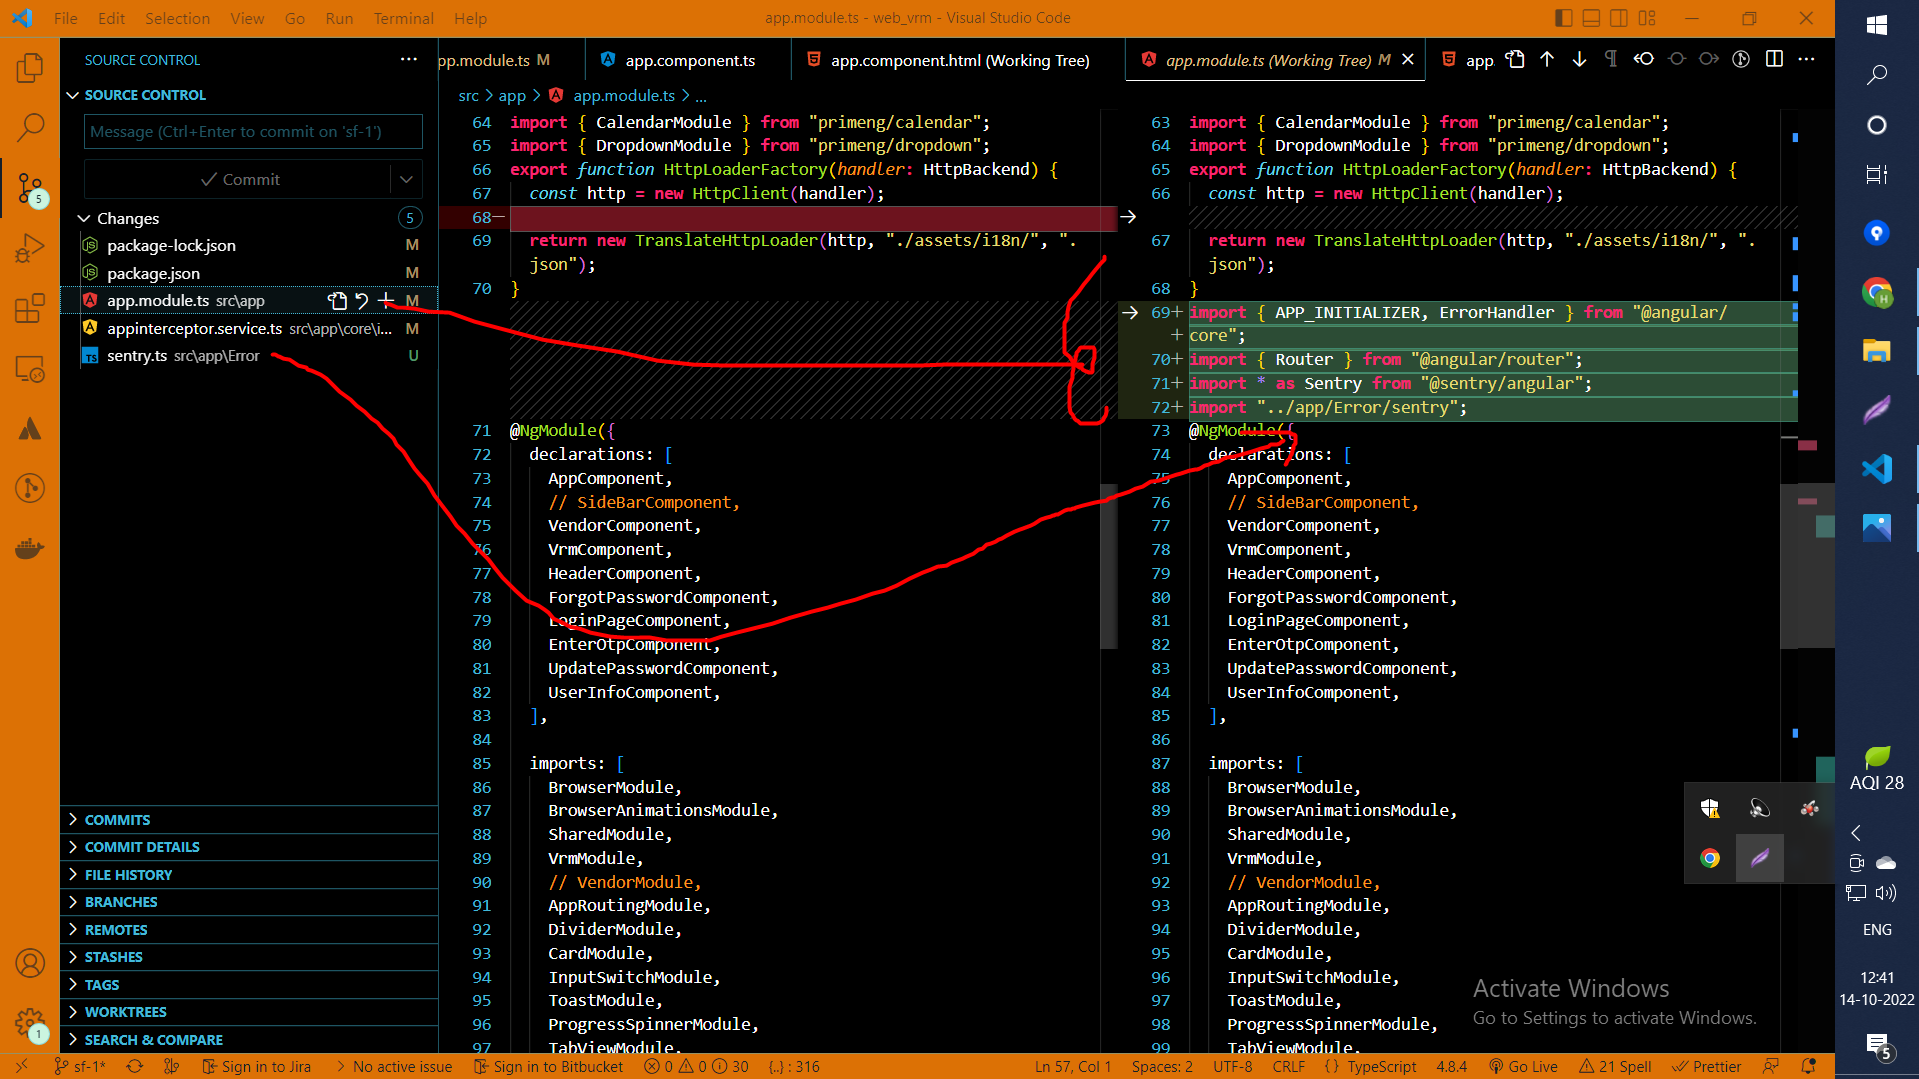 File Edit Selection View Go Run Terminal Help
app.module.ts - web_vrm - Visual Studio Code
SOURCE CONTROL
pp.module.ts M
app.component.ts
app.component.html (Working Tree)
app.module.ts (Working Tree) M
app.
SOURCE CONTROL
src > app > app.module.ts > ...
Message (Ctrl+Enter to commit on 'sf-1')
Commit
Changes 5
package-lock.json M
package.json M
app.module.ts src\app M
appinterceptor.service.ts src\app\core\i... M
sentry.ts src\app\Error U
5
1
COMMITS
COMMIT DETAILS
FILE HISTORY
BRANCHES
REMOTES
STASHES
TAGS
WORKTREES
SEARCH & COMPARE
64 import { CalendarModule } from "primeng/calendar";
65 import { DropdownModule } from "primeng/dropdown";
66 export function HttpLoaderFactory(handler: HttpBackend) {
67 const http = new HttpClient(handler);
68—
69 return new TranslateHttpLoader(http, "./assets/i18n/", ".
json");
70 }
71 @NgModule({
72 declarations: [
73 AppComponent,
74 // SideBarComponent,
75 VendorComponent,
76 VrmComponent,
77 HeaderComponent,
78 ForgotPasswordComponent,
79 LoginPageComponent,
80 EnterOtpComponent,
81 UpdatePasswordComponent,
82 UserInfoComponent,
83 ],
84
85 imports: [
86 BrowserModule,
87 BrowserAnimationsModule,
88 SharedModule,
89 VrmModule,
90 // VendorModule,
91 AppRoutingModule,
92 DividerModule,
93 CardModule,
94 InputSwitchModule,
95 ToastModule,
96 ProgressSpinnerModule,
97 TabViewModule,
63 import { CalendarModule } from "primeng/calendar";
64 import { DropdownModule } from "primeng/dropdown";
65 export function HttpLoaderFactory(handler: HttpBackend) {
66 const http = new HttpClient(handler);
67 return new TranslateHttpLoader(http, "./assets/i18n/", ".
json");
68 }
69+ import { APP_INITIALIZER, ErrorHandler } from "@angular/
+ core";
70+ import { Router } from "@angular/router";
71+ import * as Sentry from "@sentry/angular";
72+ import "../app/Error/sentry";
73 @NgModule({
74 declarations: [
75 AppComponent,
76 // SideBarComponent,
77 VendorComponent,
78 VrmComponent,
79 HeaderComponent,
80 ForgotPasswordComponent,
81 LoginPageComponent,
82 EnterOtpComponent,
83 UpdatePasswordComponent,
84 UserInfoComponent,
85 ],
86
87 imports: [
88 BrowserModule,
89 BrowserAnimationsModule,
90 SharedModule,
91 VrmModule,
92 // VendorModule,
93 AppRoutingModule,
94 DividerModule,
95 CardModule,
96 InputSwitchModule,
97 ToastModule,
98 ProgressSpinnerModule,
99 TabViewModule,
Activate Windows
Go to Settings to activate Windows.
sf-1* Sign in to Jira No active issue Sign in to Bitbucket 0 0 30 {..} : 316
Ln 57, Col 1 Spaces: 2 UTF-8 CRLF {} TypeScript 4.8.4 Go Live 21 Spell Prettier
H
AQI 28
ENG
12:41
14-10-2022
5